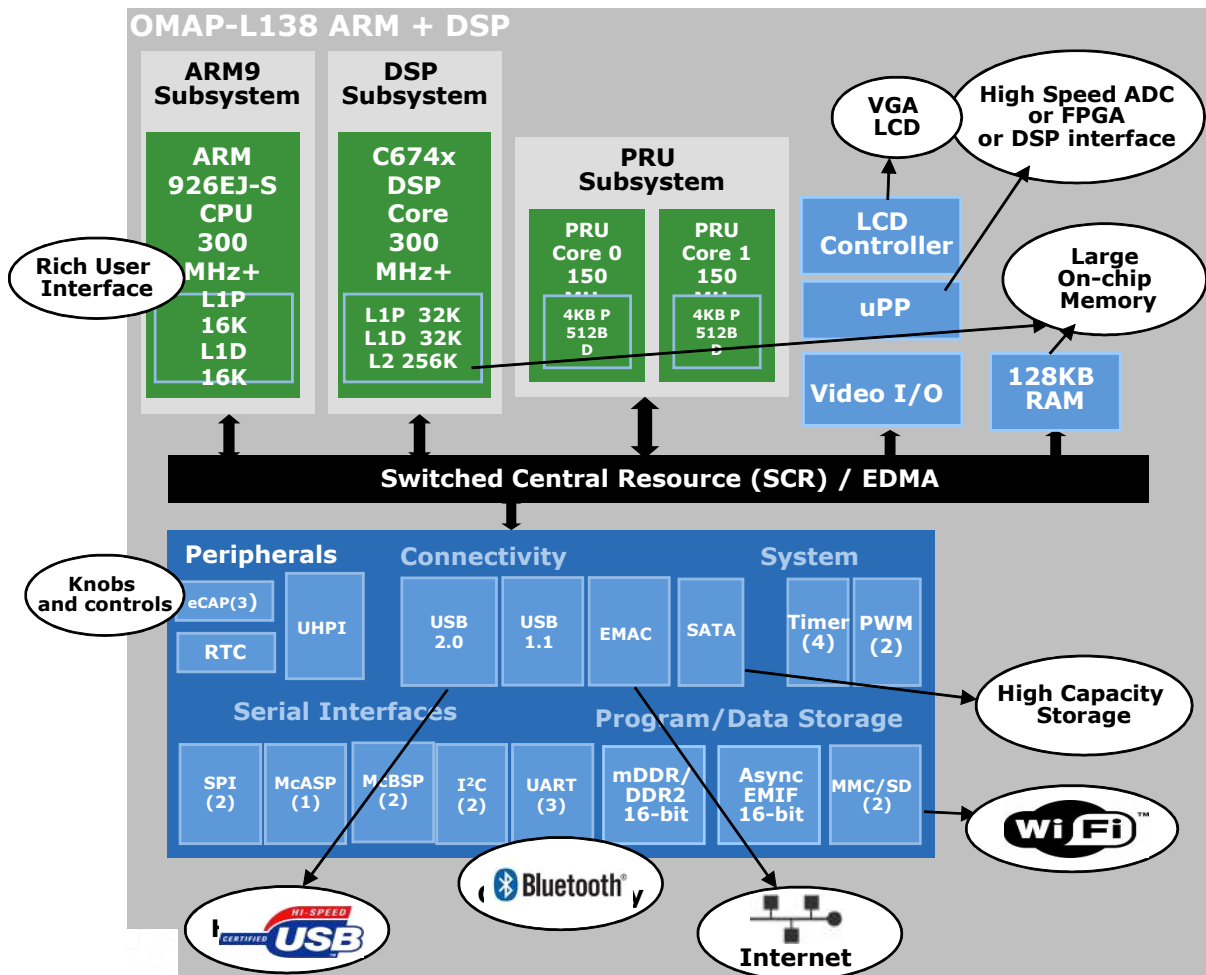 OMAP-L138 ARM + DSP
ARM9
Subsystem
DSP
Subsystem
ARM
926EJ-S
CPU
300
MHz+
L1P
16K
L1D
16K
C674x
DSP
Core
300
MHz+
L1P 32K
L1D 32K
L2 256K
PRU
Subsystem
PRU
Core 0
150
4KB P
512B
D
PRU
Core 1
150
4KB P
512B
D
VGA
LCD
High Speed ADC
or FPGA
or DSP interface
LCD
Controller
uPP
Video I/O
Large
On-chip
Memory
128KB
RAM
Rich User
Interface
Switched Central Resource (SCR) / EDMA
Peripherals
Connectivity
System
Knobs
and controls
eCAP(3)
RTC
UHPI
USB
2.0
USB
1.1
EMAC
SATA
Timer
(4)
PWM
(2)
High Capacity
Storage
Serial Interfaces
Program/Data Storage
SPI
(2)
McASP
(1)
McBSP
(2)
I²C
(2)
UART
(3)
mDDR/
DDR2
16-bit
Async
EMIF
16-bit
MMC/SD
(2)
Wi Fi™
Bluetooth®
HI-SPEED
CERTIFIED
USB
Internet